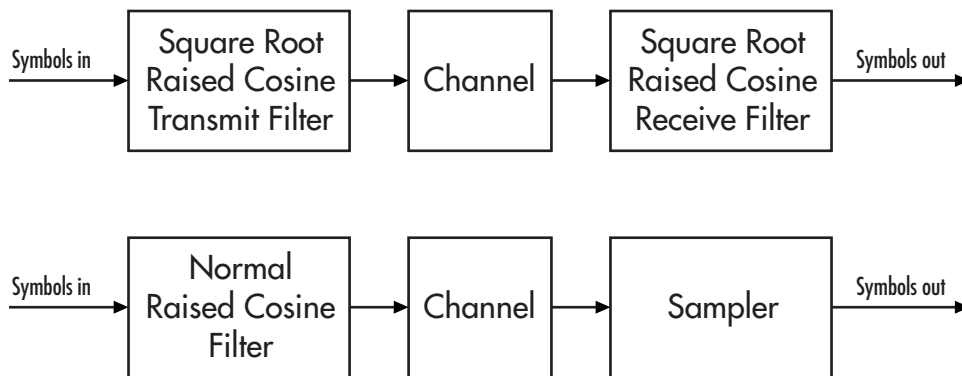 Symbols in
Square Root
Raised Cosine
Transmit Filter
Channel
Square Root
Raised Cosine
Receive Filter
Symbols out
Symbols in
Normal
Raised Cosine
Filter
Channel
Sampler
Symbols out